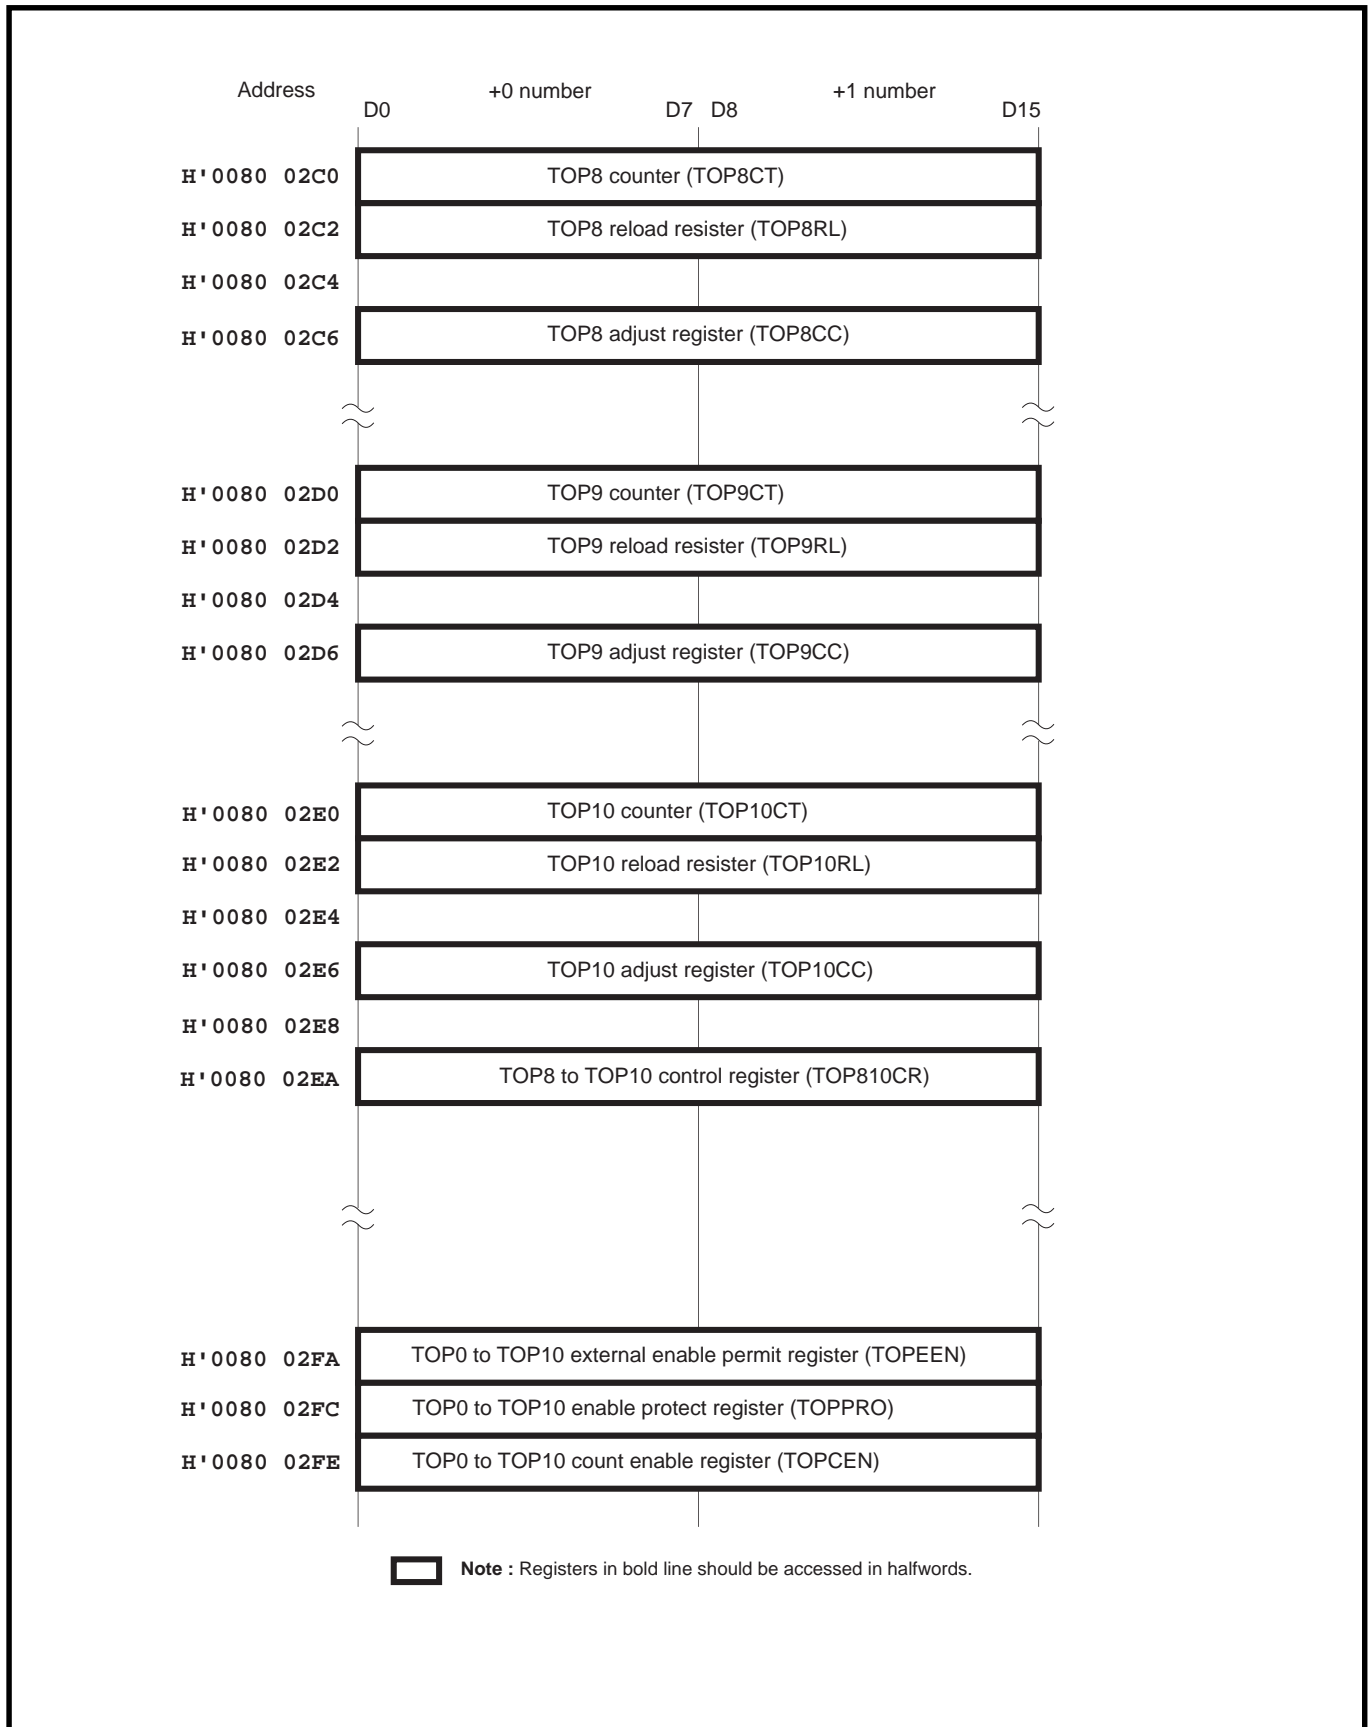 Address +0 number +1 number
D0 D7 D8 D15
H'0080 02C0 TOP8 counter (TOP8CT)
H'0080 02C2 TOP8 reload resister (TOP8RL)
H'0080 02C4
H'0080 02C6 TOP8 adjust register (TOP8CC)
H'0080 02D0 TOP9 counter (TOP9CT)
H'0080 02D2 TOP9 reload resister (TOP9RL)
H'0080 02D4
H'0080 02D6 TOP9 adjust register (TOP9CC)
H'0080 02E0 TOP10 counter (TOP10CT)
H'0080 02E2 TOP10 reload resister (TOP10RL)
H'0080 02E4
H'0080 02E6 TOP10 adjust register (TOP10CC)
H'0080 02E8
H'0080 02EA TOP8 to TOP10 control register (TOP810CR)
H'0080 02FA TOP0 to TOP10 external enable permit register (TOPEEN)
H'0080 02FC TOP0 to TOP10 enable protect register (TOPPRO)
H'0080 02FE TOP0 to TOP10 count enable register (TOPCEN)
Note : Registers in bold line should be accessed in halfwords.